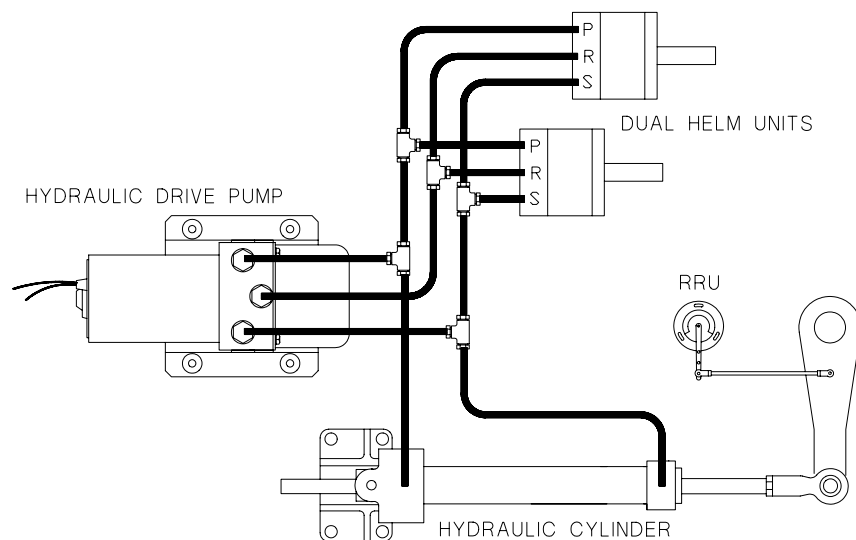 P
R
S
DUAL HELM UNITS
P
R
S
HYDRAULIC DRIVE PUMP
RRU
HYDRAULIC CYLINDER